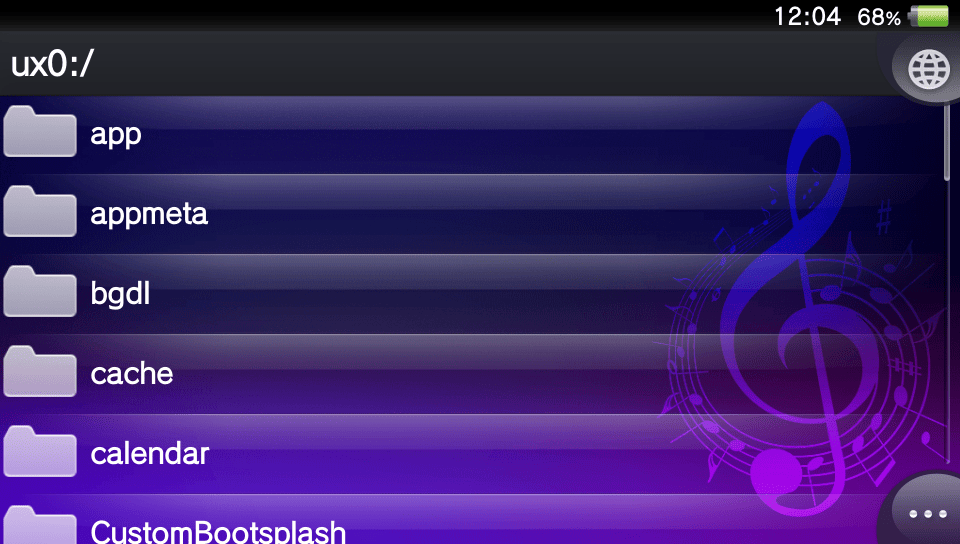 12:04 68%
ux0:/
app
appmeta
bgdl
cache
calendar
CustomBootsplash